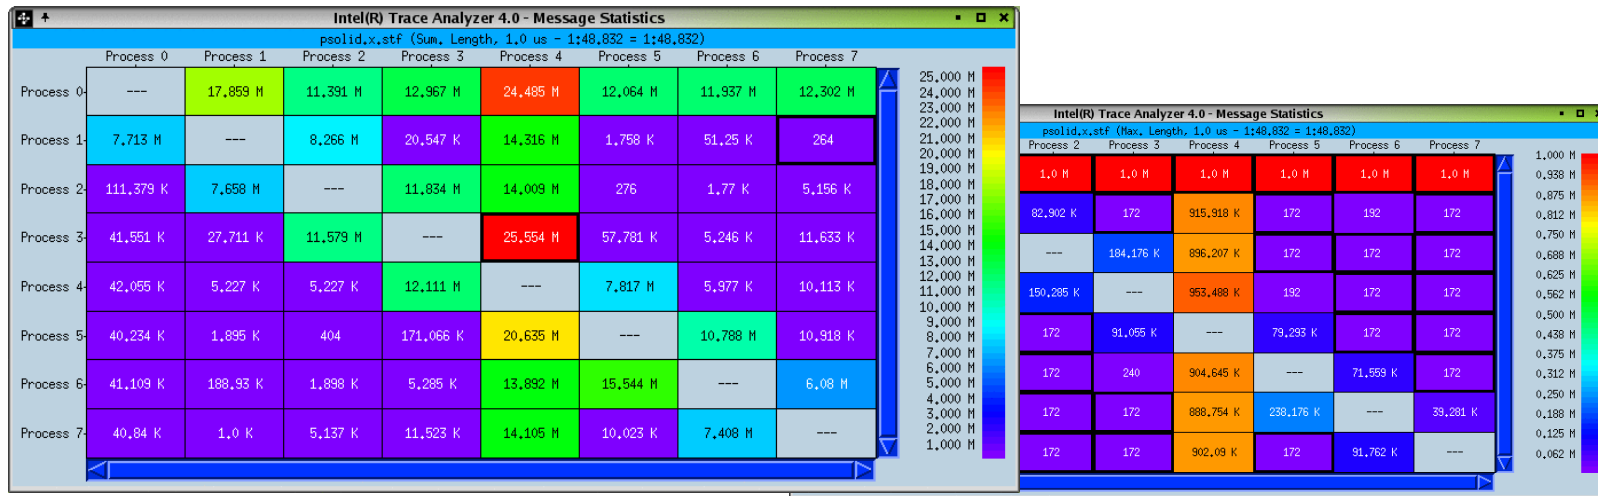 Intel(R) Trace Analyzer 4.0 - Message Statistics
psolid.x.stf (Sum. Length, 1.0 us - 1:48.832 = 1:48.832)
Process 0 Process 1 Process 2 Process 3 Process 4 Process 5 Process 6 Process 7
Process 0 --- 17.859 M 11.391 M 12.967 M 24.485 M 12.064 M 11.937 M 12.302 M
Process 1 7.713 M --- 8.266 M 20.547 K 14.316 M 1.758 K 51.25 K 264
Process 2 111.379 K 7.658 M --- 11.834 M 14.009 M 276 1.77 K 5.156 K
Process 3 41.551 K 27.711 K 11.579 M --- 25.554 M 57.781 K 5.246 K 11.633 K
Process 4 42.055 K 5.227 K 5.227 K 12.111 M --- 7.817 M 5.977 K 10.113 K
Process 5 40.234 K 1.895 K 404 171.066 K 20.635 M --- 10.788 M 10.918 K
Process 6 41.109 K 188.93 K 1.898 K 5.285 K 13.892 M 15.544 M --- 6.08 M
Process 7 40.84 K 1.0 K 5.137 K 11.523 K 14.105 M 10.023 K 7.408 M ---
25.000 M
24.000 M
23.000 M
22.000 M
21.000 M
20.000 M
19.000 M
18.000 M
17.000 M
16.000 M
15.000 M
14.000 M
13.000 M
12.000 M
11.000 M
10.000 M
9.000 M
8.000 M
7.000 M
6.000 M
5.000 M
4.000 M
3.000 M
2.000 M
1.000 M
Intel(R) Trace Analyzer 4.0 - Message Statistics
psolid.x.stf (Max. Length, 1.0 us - 1:48.832 = 1:48.832)
Process 2 Process 3 Process 4 Process 5 Process 6 Process 7
1.0 M 1.0 M 1.0 M 1.0 M 1.0 M 1.0 M
82.902 K 172 915.918 K 172 192 172
--- 184.176 K 896.207 K 172 172 172
150.285 K --- 953.488 K 192 172 172
172 91.055 K --- 79.293 K 172 172
172 240 904.645 K --- 71.559 K 172
172 172 888.754 K 238.176 K --- 39.281 K
172 172 902.09 K 172 91.762 K ---
1.000 M
0.938 M
0.875 M
0.812 M
0.750 M
0.688 M
0.625 M
0.562 M
0.500 M
0.438 M
0.375 M
0.312 M
0.250 M
0.188 M
0.125 M
0.062 M